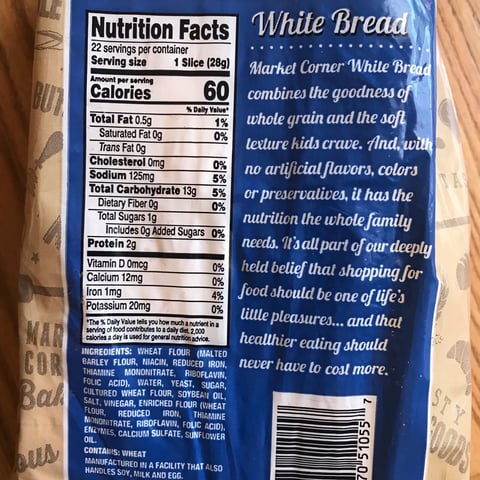 Nutrition Facts
22 servings per container
Serving size 1 Slice (28g)
Amount per serving
Calories 60
% Daily Value*
Total Fat 0.5g 1%
Saturated Fat 0g 0%
Trans Fat 0g
Cholesterol 0mg 0%
Sodium 125mg 5%
Total Carbohydrate 13g 5%
Dietary Fiber 0g 0%
Total Sugars 1g
Includes 0g Added Sugars 0%
Protein 2g
Vitamin D 0mcg 0%
Calcium 12mg 0%
Iron 1mg 4%
Potassium 20mg 0%
*The % Daily Value tells you how much a nutrient in a
serving of food contributes to a daily diet. 2,000
calories a day is used for general nutrition advice.
INGREDIENTS: WHEAT FLOUR (MALTED
BARLEY FLOUR, NIACIN, REDUCED IRON,
THIAMINE MONONITRATE, RIBOFLAVIN,
FOLIC ACID), WATER, YEAST, SUGAR,
CULTURED WHEAT FLOUR, SOYBEAN OIL,
SALT, VINEGAR, ENRICHED FLOUR (WHEAT
FLOUR, REDUCED IRON, THIAMINE
MONONITRATE, RIBOFLAVIN, FOLIC ACID),
ENZYMES, CALCIUM SULFATE, SUNFLOWER
OIL.
CONTAINS: WHEAT
MANUFACTURED IN A FACILITY THAT ALSO
HANDLES SOY, MILK AND EGG.
White Bread
Market Corner White Bread
combines the goodness of
whole grain and the soft
texture kids crave. And, with
no artificial flavors, colors
or preservatives, it has the
nutrition the whole family
needs. It's all part of our deeply
held belief that shopping for
food should be one of life's
little pleasures... and that
healthier eating should
never have to cost more.
70 51055 7